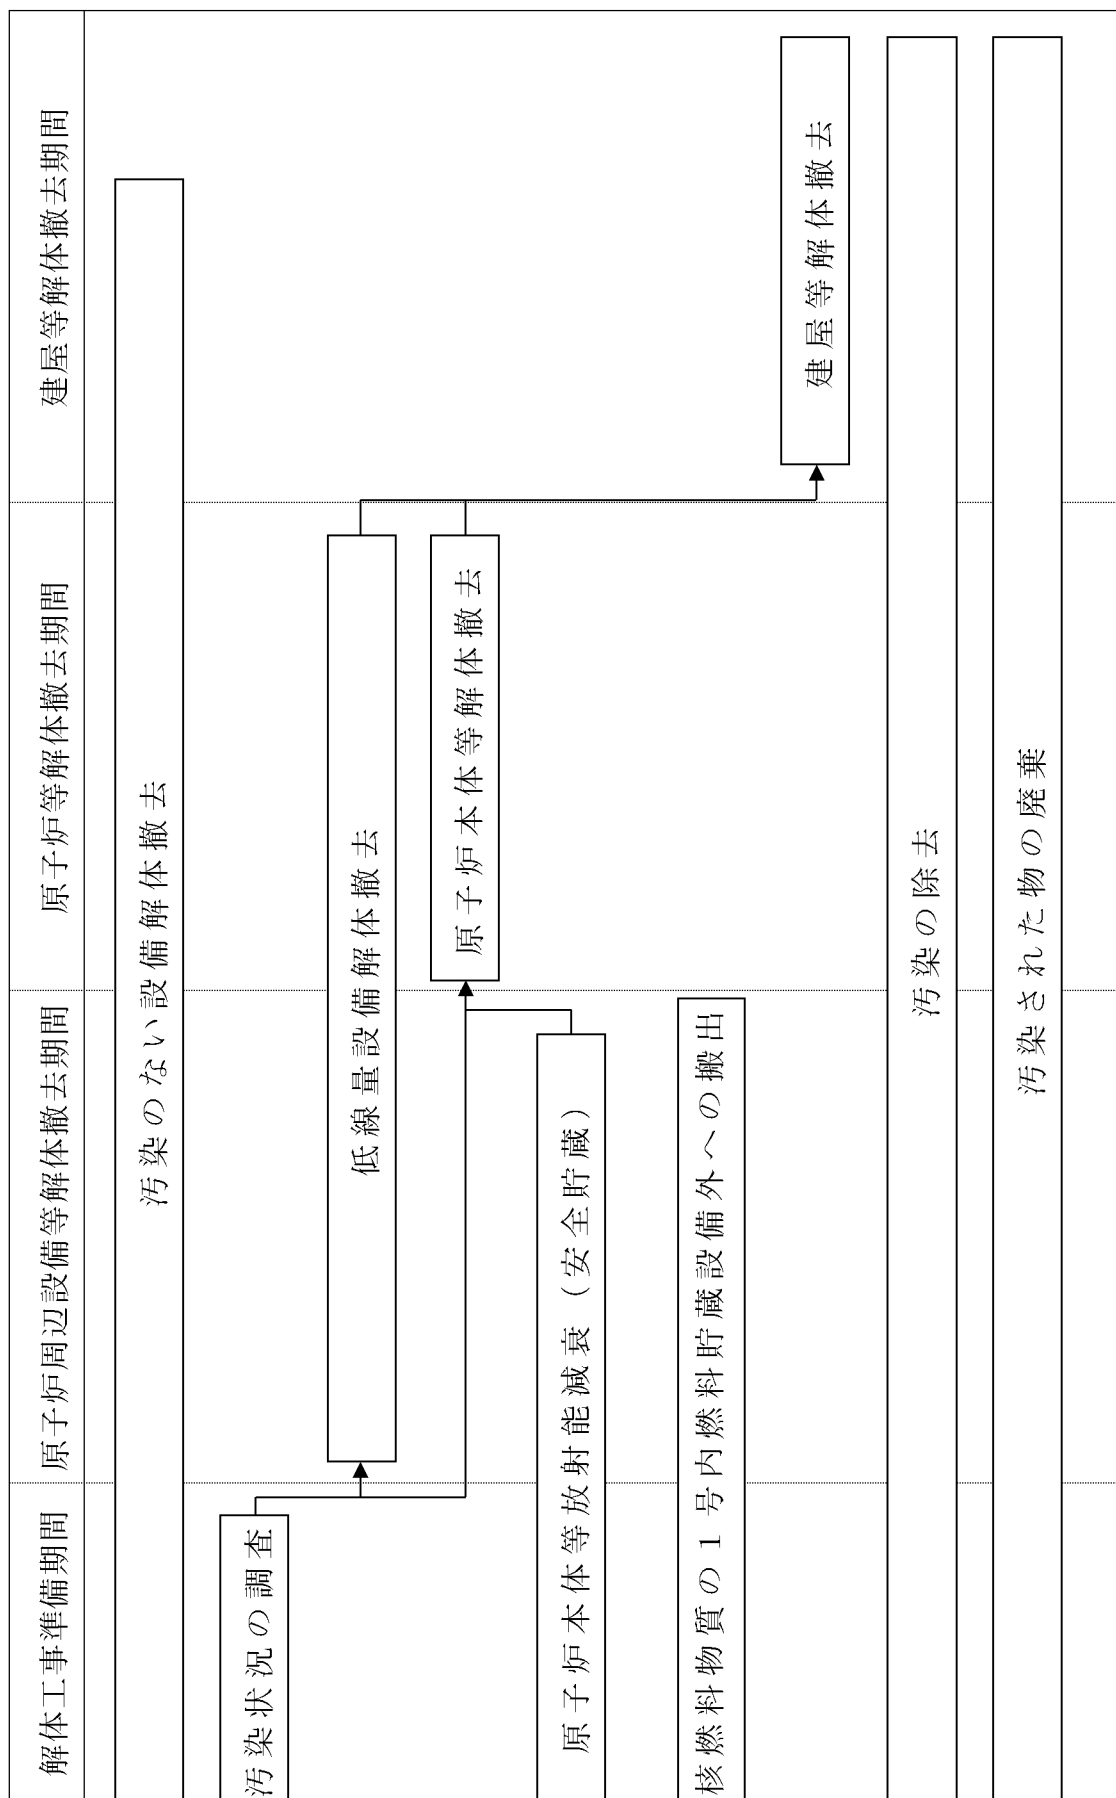 解体工事準備期間
原子炉周辺設備等解体撤去期間
原子炉等解体撤去期間
建屋等解体撤去期間
汚染のない設備解体撤去
汚染状況の調査
低線量設備解体撤去
原子炉本体等解体撤去
原子炉本体等放射能減衰（安全貯蔵）
核燃料物質の1号内燃料貯蔵設備外への搬出
建屋等解体撤去
汚染の除去
汚染された物の廃棄